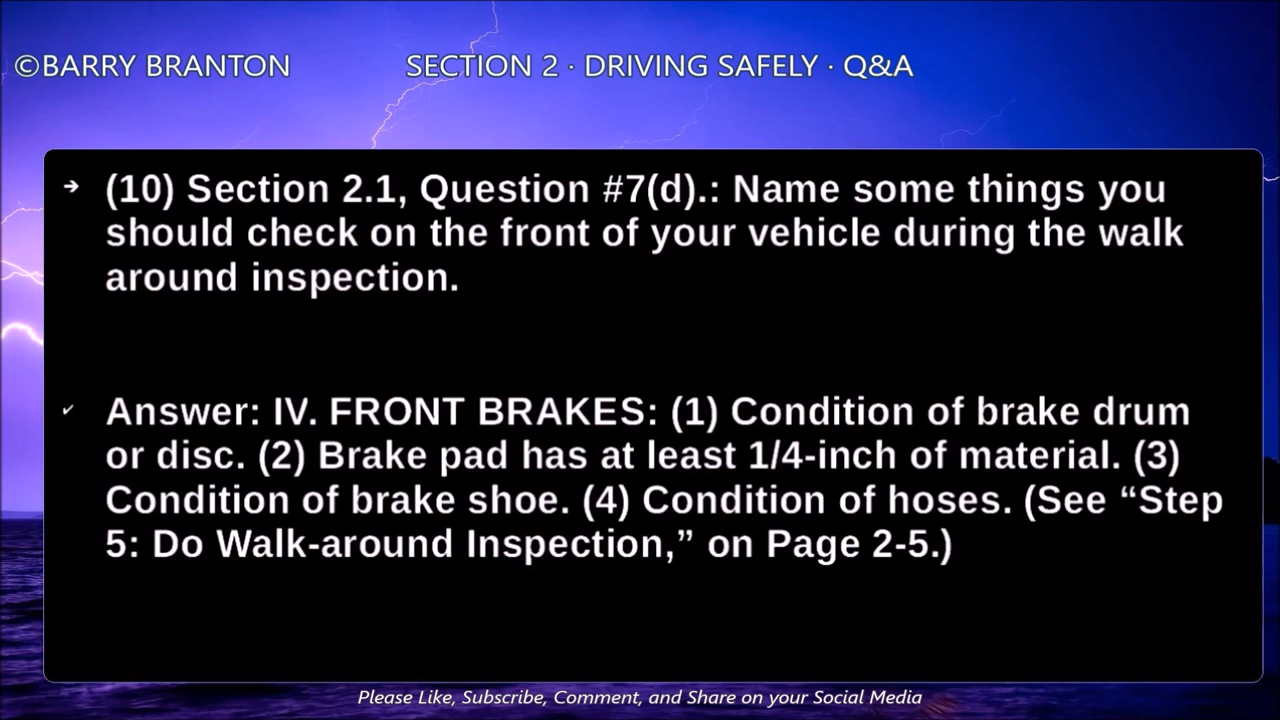 ©BARRY BRANTON
SECTION 2 · DRIVING SAFELY · Q&A
➔ (10) Section 2.1, Question #7(d).: Name some things you
should check on the front of your vehicle during the walk
around inspection.
✓ Answer: IV. FRONT BRAKES: (1) Condition of brake drum
or disc. (2) Brake pad has at least 1/4-inch of material. (3)
Condition of brake shoe. (4) Condition of hoses. (See “Step
5: Do Walk-around Inspection,” on Page 2-5.)
Please Like, Subscribe, Comment, and Share on your Social Media